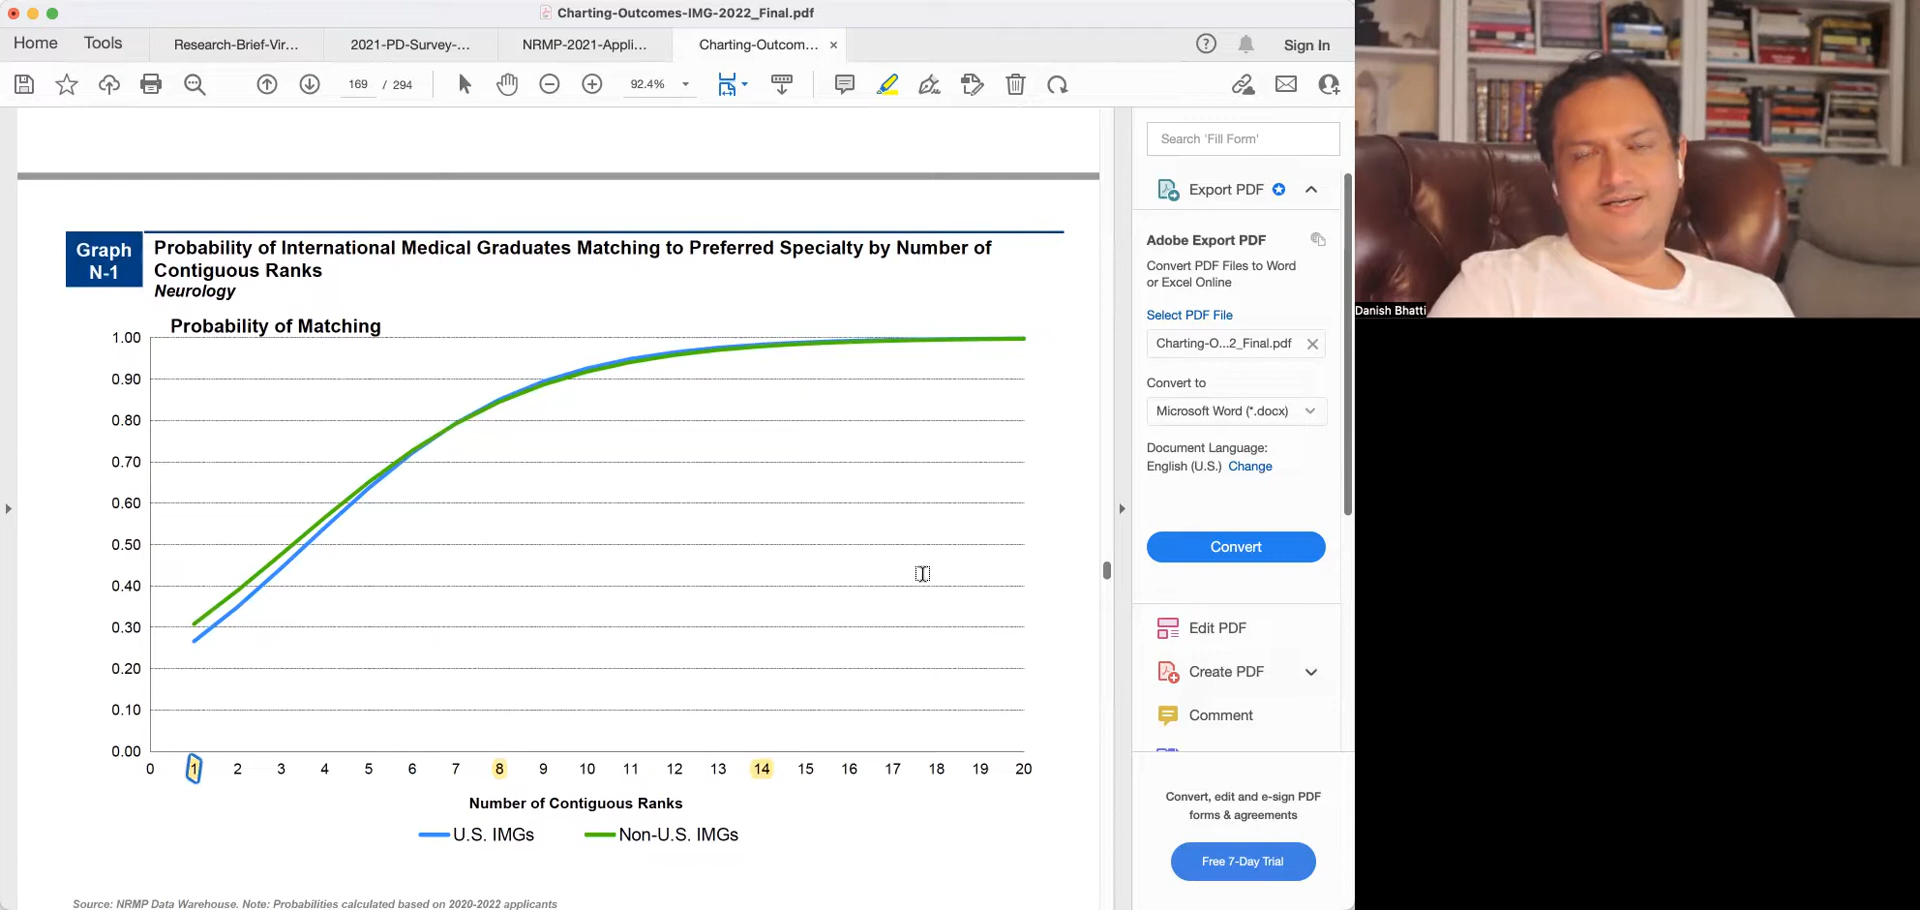 Charting-Outcomes-IMG-2022_Final.pdf
Home Tools Research-Brief-Vir... 2021-PD-Survey-... NRMP-2021-Appli... Charting-Outcom... × ? Sign In
169 / 294 92.4%
Search 'Fill Form'
Export PDF
Adobe Export PDF
Convert PDF Files to Word
or Excel Online
Select PDF File
Charting-O...2_Final.pdf
Convert to
Microsoft Word (*.docx)
Document Language:
English (U.S.) Change
Convert
Edit PDF
Create PDF
Comment
Convert, edit and e-sign PDF
forms & agreements
Free 7-Day Trial
Graph
N-1
Probability of International Medical Graduates Matching to Preferred Specialty by Number of
Contiguous Ranks
Neurology
Probability of Matching
1.00
0.90
0.80
0.70
0.60
0.50
0.40
0.30
0.20
0.10
0.00
0 1 2 3 4 5 6 7 8 9 10 11 12 13 14 15 16 17 18 19 20
Number of Contiguous Ranks
U.S. IMGs Non-U.S. IMGs
Source: NRMP Data Warehouse. Note: Probabilities calculated based on 2020-2022 applicants
Danish Bhatti